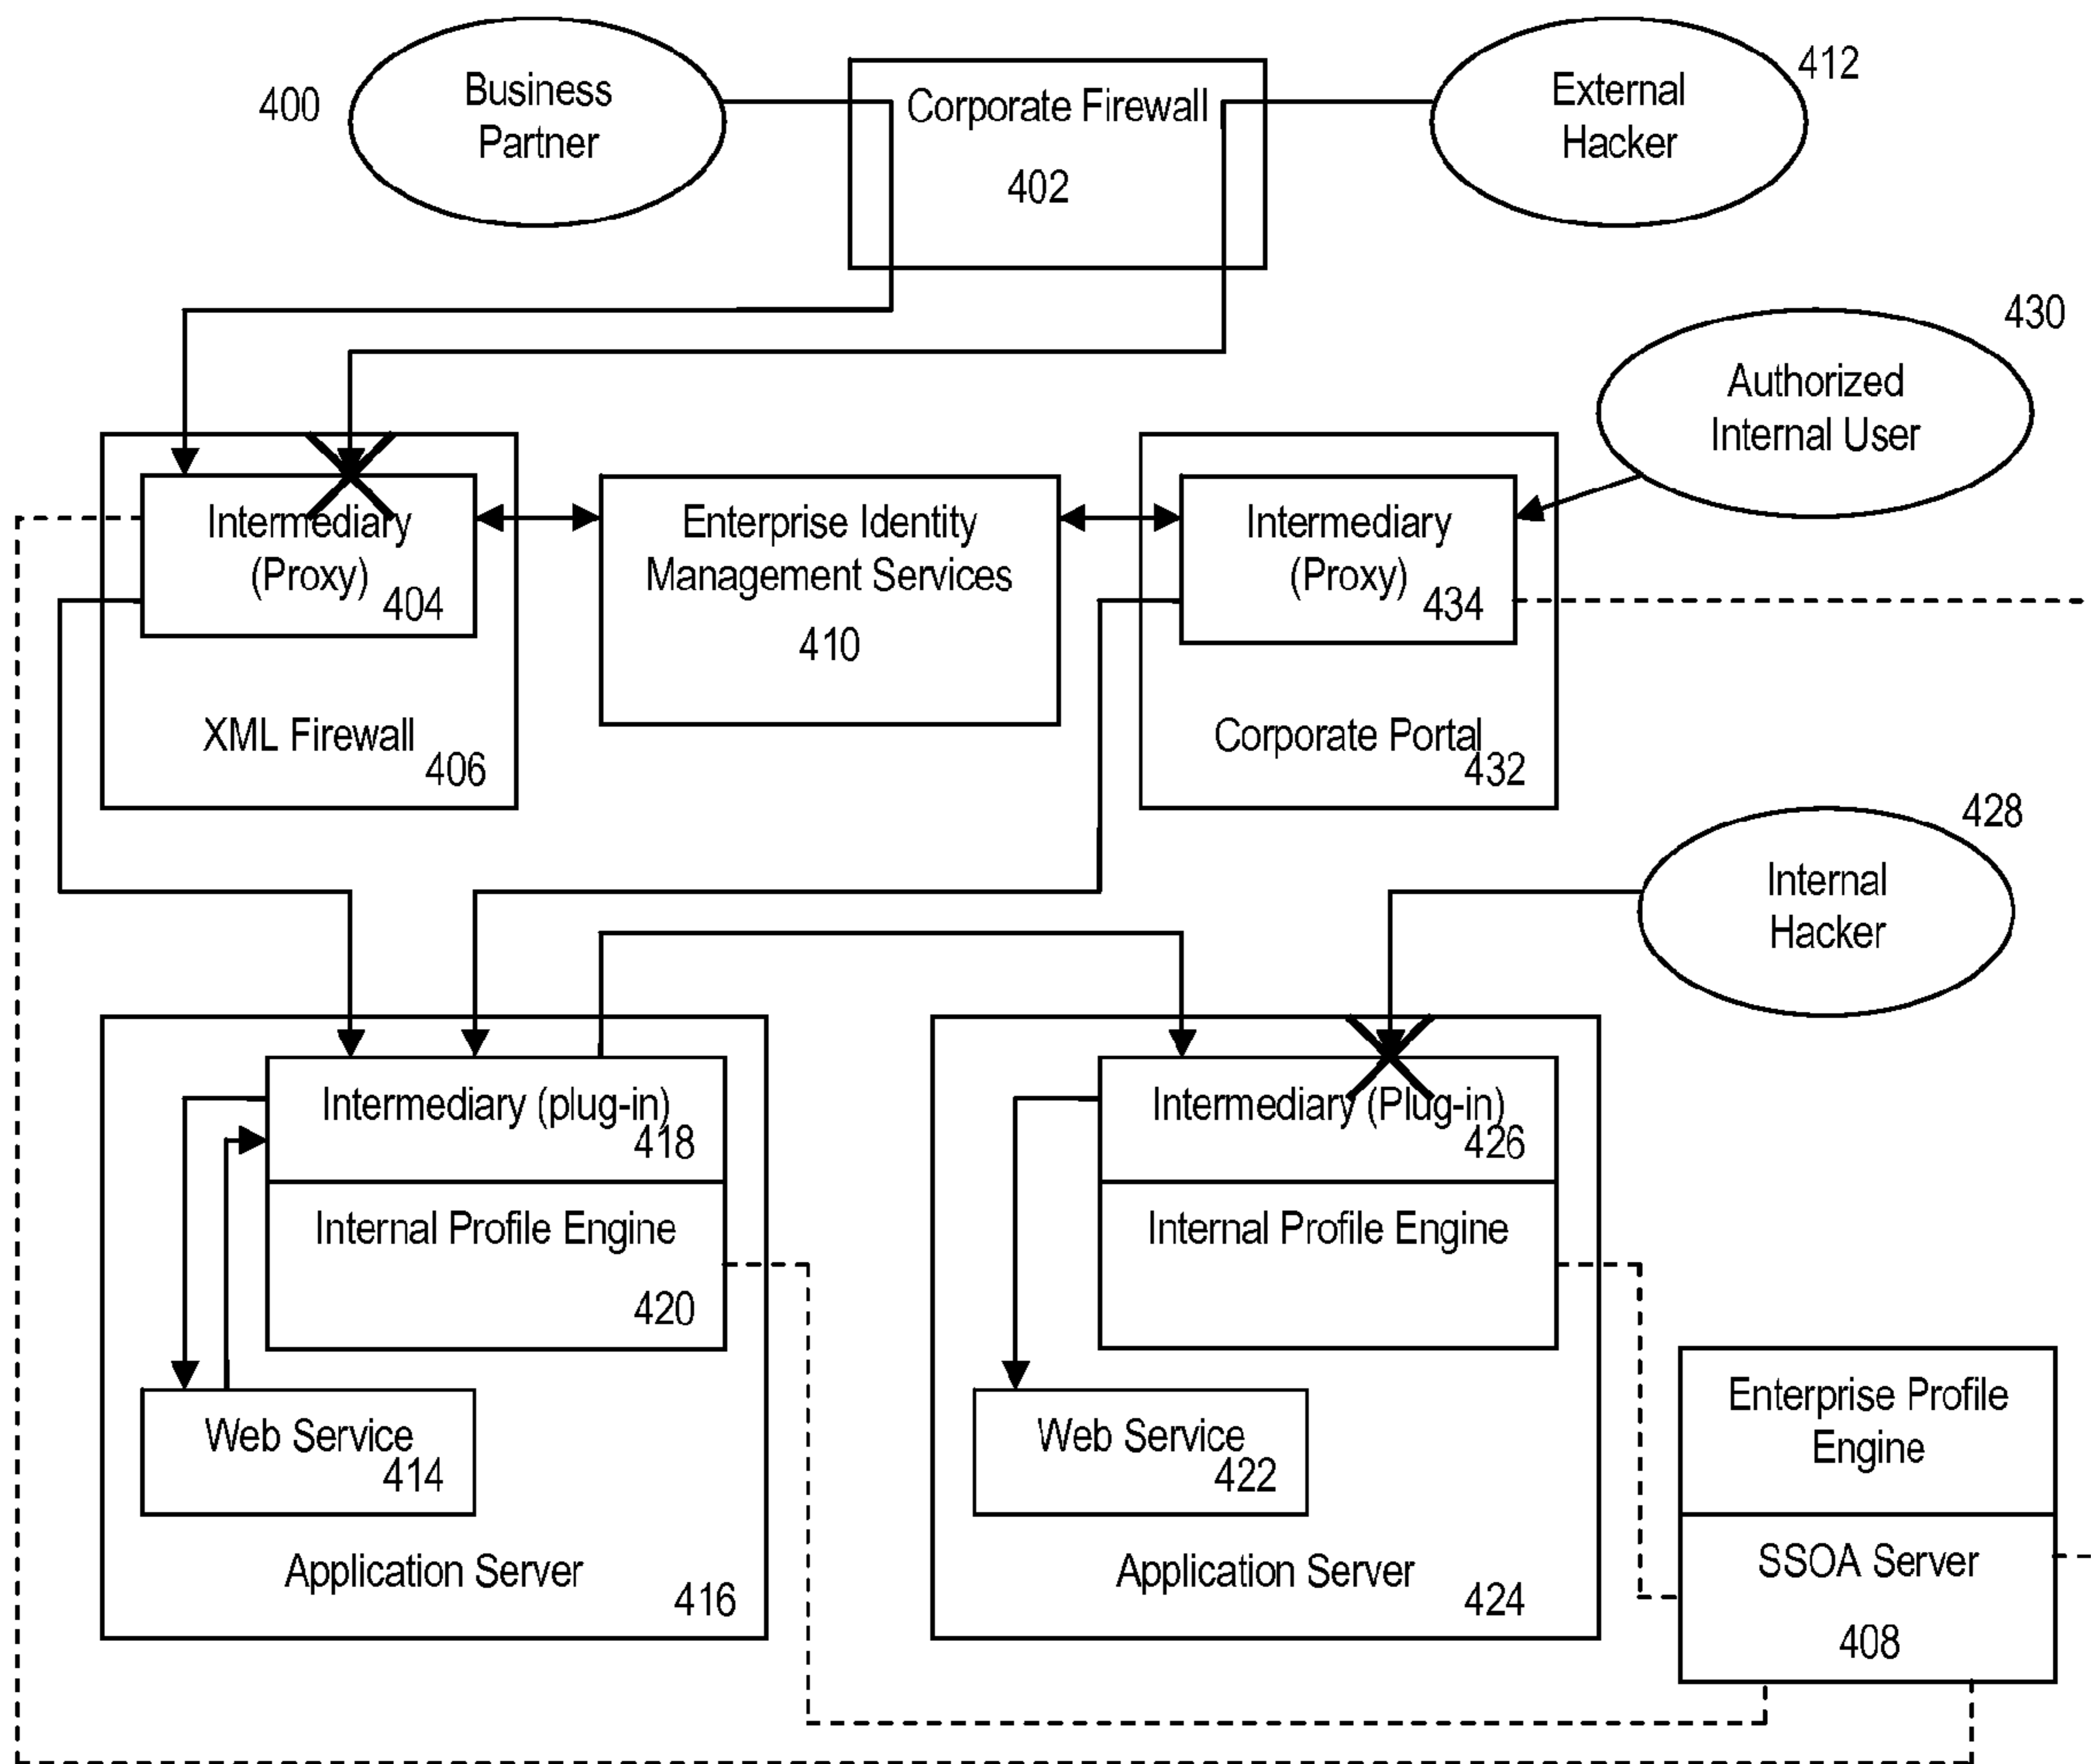 400
Business
Partner
Corporate Firewall
402
External
Hacker
412
430
Authorized
Internal User
Intermediary
(Proxy)
404
XML Firewall
406
Enterprise Identity
Management Services
410
Intermediary
(Proxy)
434
Corporate Portal
432
428
Internal
Hacker
Intermediary (plug-in)
418
Internal Profile Engine
420
Web Service
414
Application Server
416
Intermediary (Plug-in)
426
Internal Profile Engine
Web Service
422
Application Server
424
Enterprise Profile
Engine
SSOA Server
408